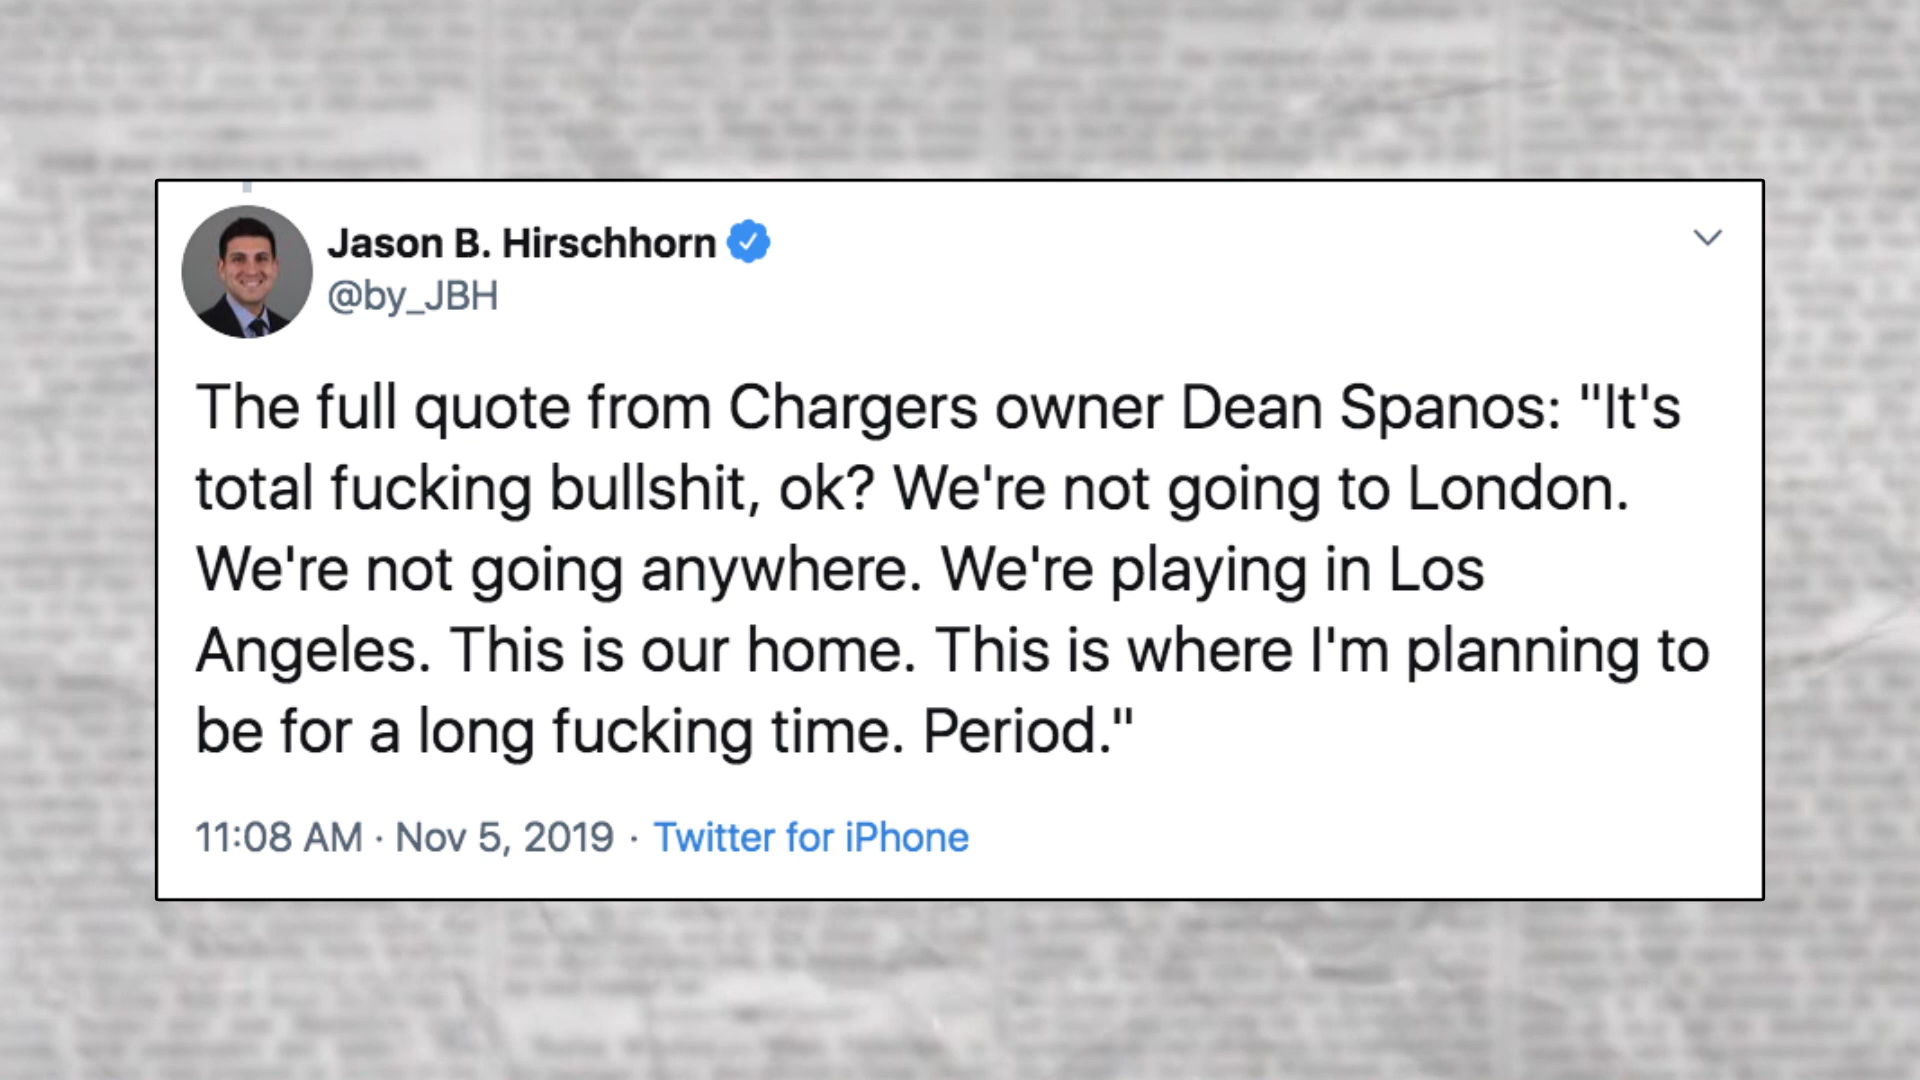 Jason B. Hirschhorn
@by_JBH
The full quote from Chargers owner Dean Spanos: "It's
total fucking bullshit, ok? We're not going to London.
We're not going anywhere. We're playing in Los
Angeles. This is our home. This is where I'm planning to
be for a long fucking time. Period."
11:08 AM · Nov 5, 2019 · Twitter for iPhone